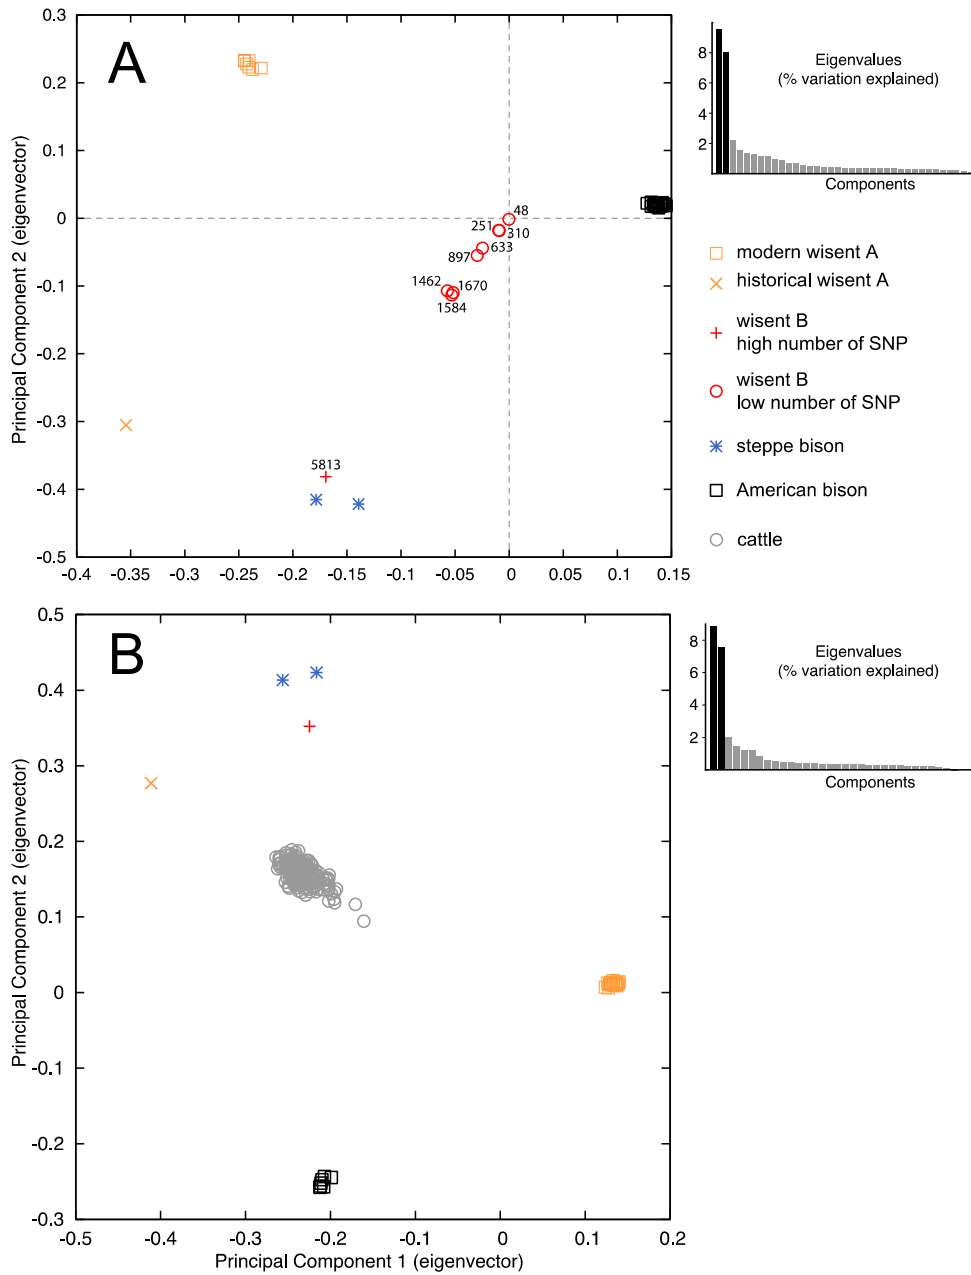 A
0.3
0.2
0.1
0
-0.1
-0.2
-0.3
-0.4
-0.5
Principal Component 2 (eigenvector)
48
251
310
633
897
1462
1670
1584
5813
-0.4
-0.35
-0.3
-0.25
-0.2
-0.15
-0.1
-0.05
0
0.05
0.1
0.15
8
6
4
2
Eigenvalues
(% variation explained)
Components
modern wisent A
historical wisent A
wisent B
high number of SNP
wisent B
low number of SNP
steppe bison
American bison
cattle
B
0.5
0.4
0.3
0.2
0.1
0
-0.1
-0.2
-0.3
Principal Component 2 (eigenvector)
-0.5
-0.4
-0.3
-0.2
-0.1
0
0.1
0.2
Principal Component 1 (eigenvector)
8
6
4
2
Eigenvalues
(% variation explained)
Components